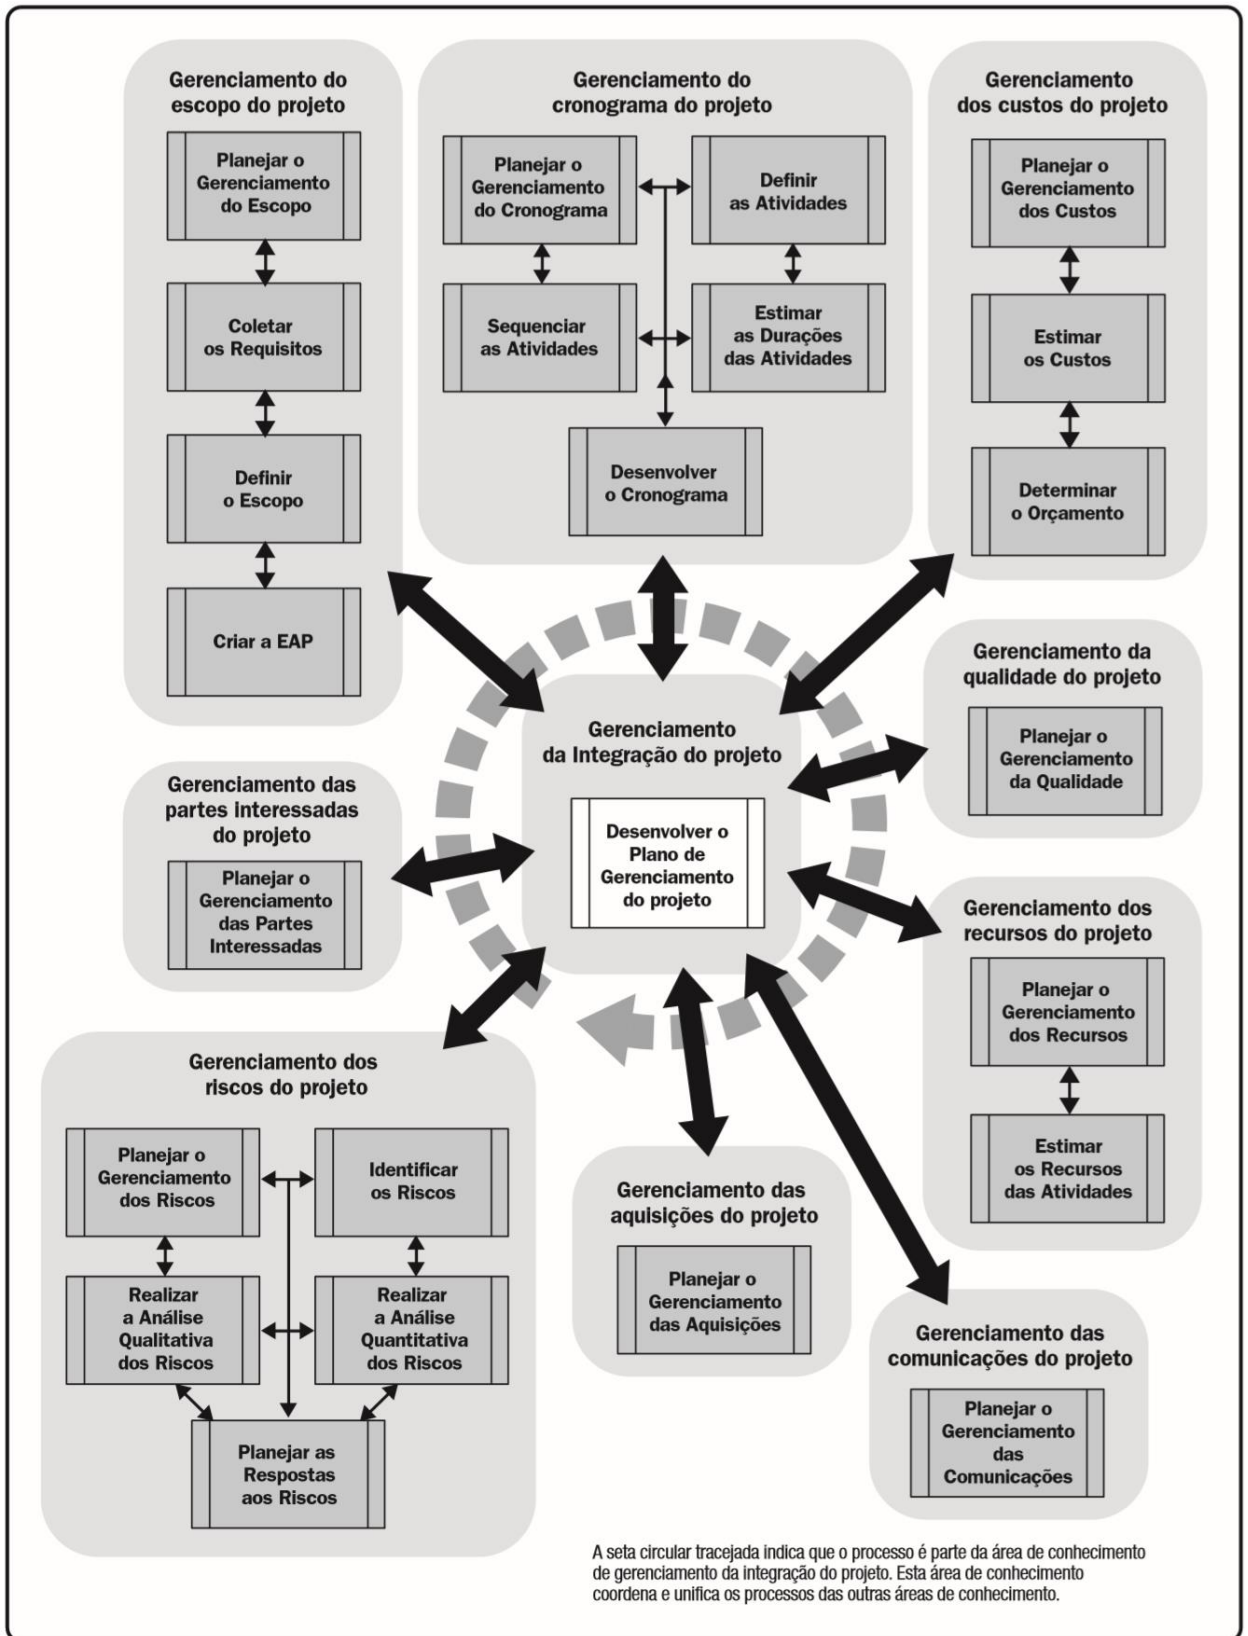 Gerenciamento do
escopo do projeto
Planejar o
Gerenciamento
do Escopo
Coletar
os Requisitos
Definir
o Escopo
Criar a EAP
Gerenciamento do
cronograma do projeto
Planejar o
Gerenciamento
do Cronograma
Definir
as Atividades
Sequenciar
as Atividades
Estimar
as Durações
das Atividades
Desenvolver
o Cronograma
Gerenciamento
dos custos do projeto
Planejar o
Gerenciamento
dos Custos
Estimar
os Custos
Determinar
o Orçamento
Gerenciamento da
qualidade do projeto
Planejar o
Gerenciamento
da Qualidade
Gerenciamento
da Integração do projeto
Desenvolver o
Plano de
Gerenciamento
do projeto
Gerenciamento das
partes interessadas
do projeto
Planejar o
Gerenciamento
das Partes
Interessadas
Gerenciamento dos
recursos do projeto
Planejar o
Gerenciamento
dos Recursos
Estimar
os Recursos
das Atividades
Gerenciamento dos
riscos do projeto
Planejar o
Gerenciamento
dos Riscos
Identificar
os Riscos
Realizar
a Análise
Qualitativa
dos Riscos
Realizar
a Análise
Quantitativa
dos Riscos
Planejar as
Respostas
aos Riscos
Gerenciamento das
aquisições do projeto
Planejar o
Gerenciamento
das Aquisições
Gerenciamento das
comunicações do projeto
Planejar o
Gerenciamento
das
Comunicações
A seta circular tracejada indica que o processo é parte da área de conhecimento
de gerenciamento da integração do projeto. Esta área de conhecimento
coordena e unifica os processos das outras áreas de conhecimento.